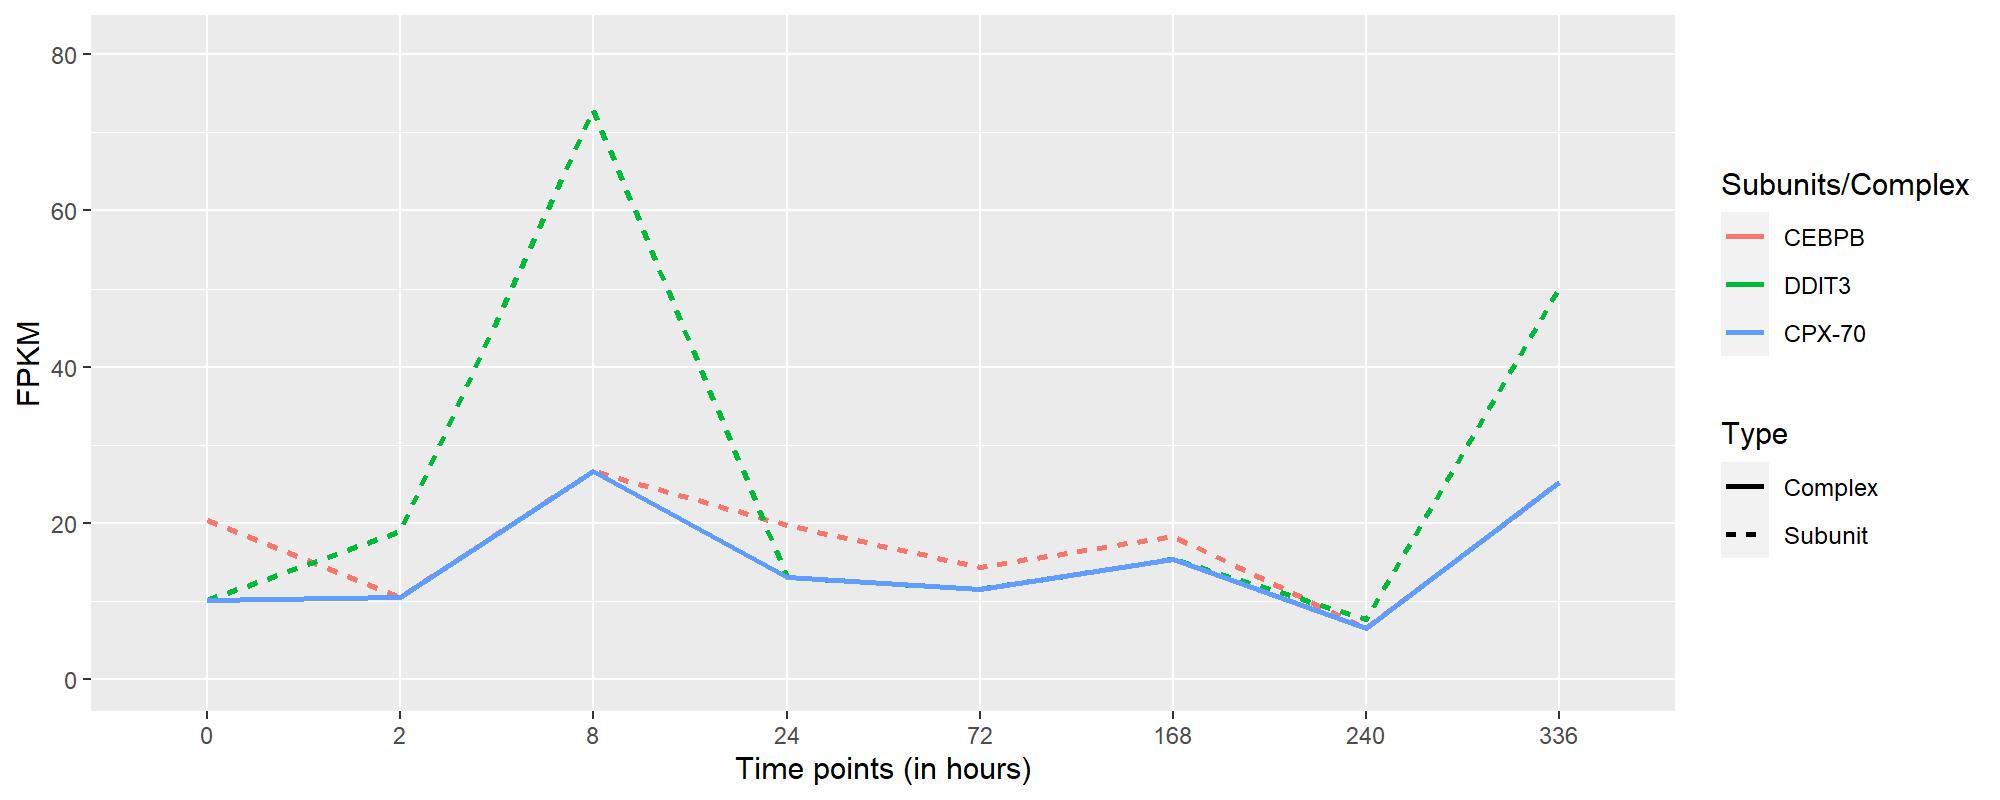 80
60
40
20
0
FPKM
0 2 8 24 72 168 240 336
Time points (in hours)
Subunits/Complex
CEBPB
DDIT3
CPX-70
Type
Complex
Subunit